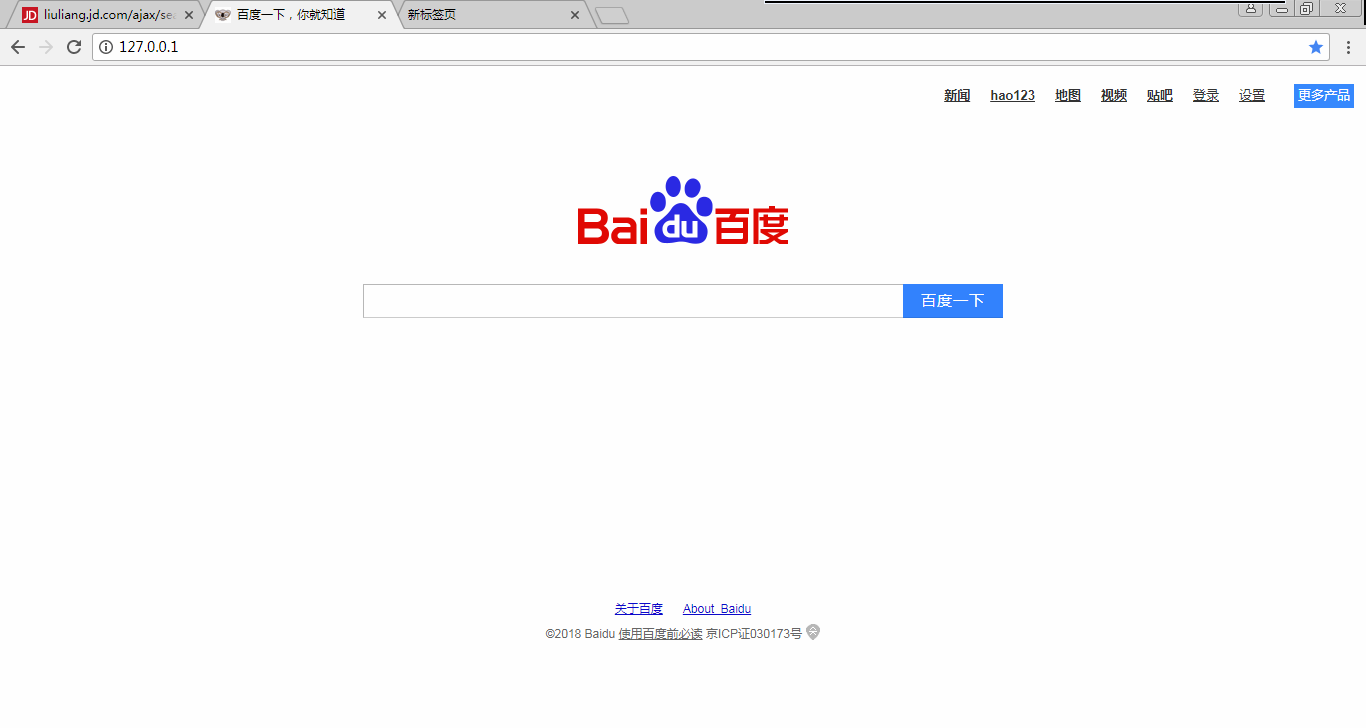 liuliang.jd.com/ajax/sea 百度一下，你就知道 新标签页
127.0.0.1
新闻 hao123 地图 视频 贴吧 登录 设置 更多产品
Bai du 百度
百度一下
关于百度 About Baidu
©2018 Baidu 使用百度前必读 京ICP证030173号